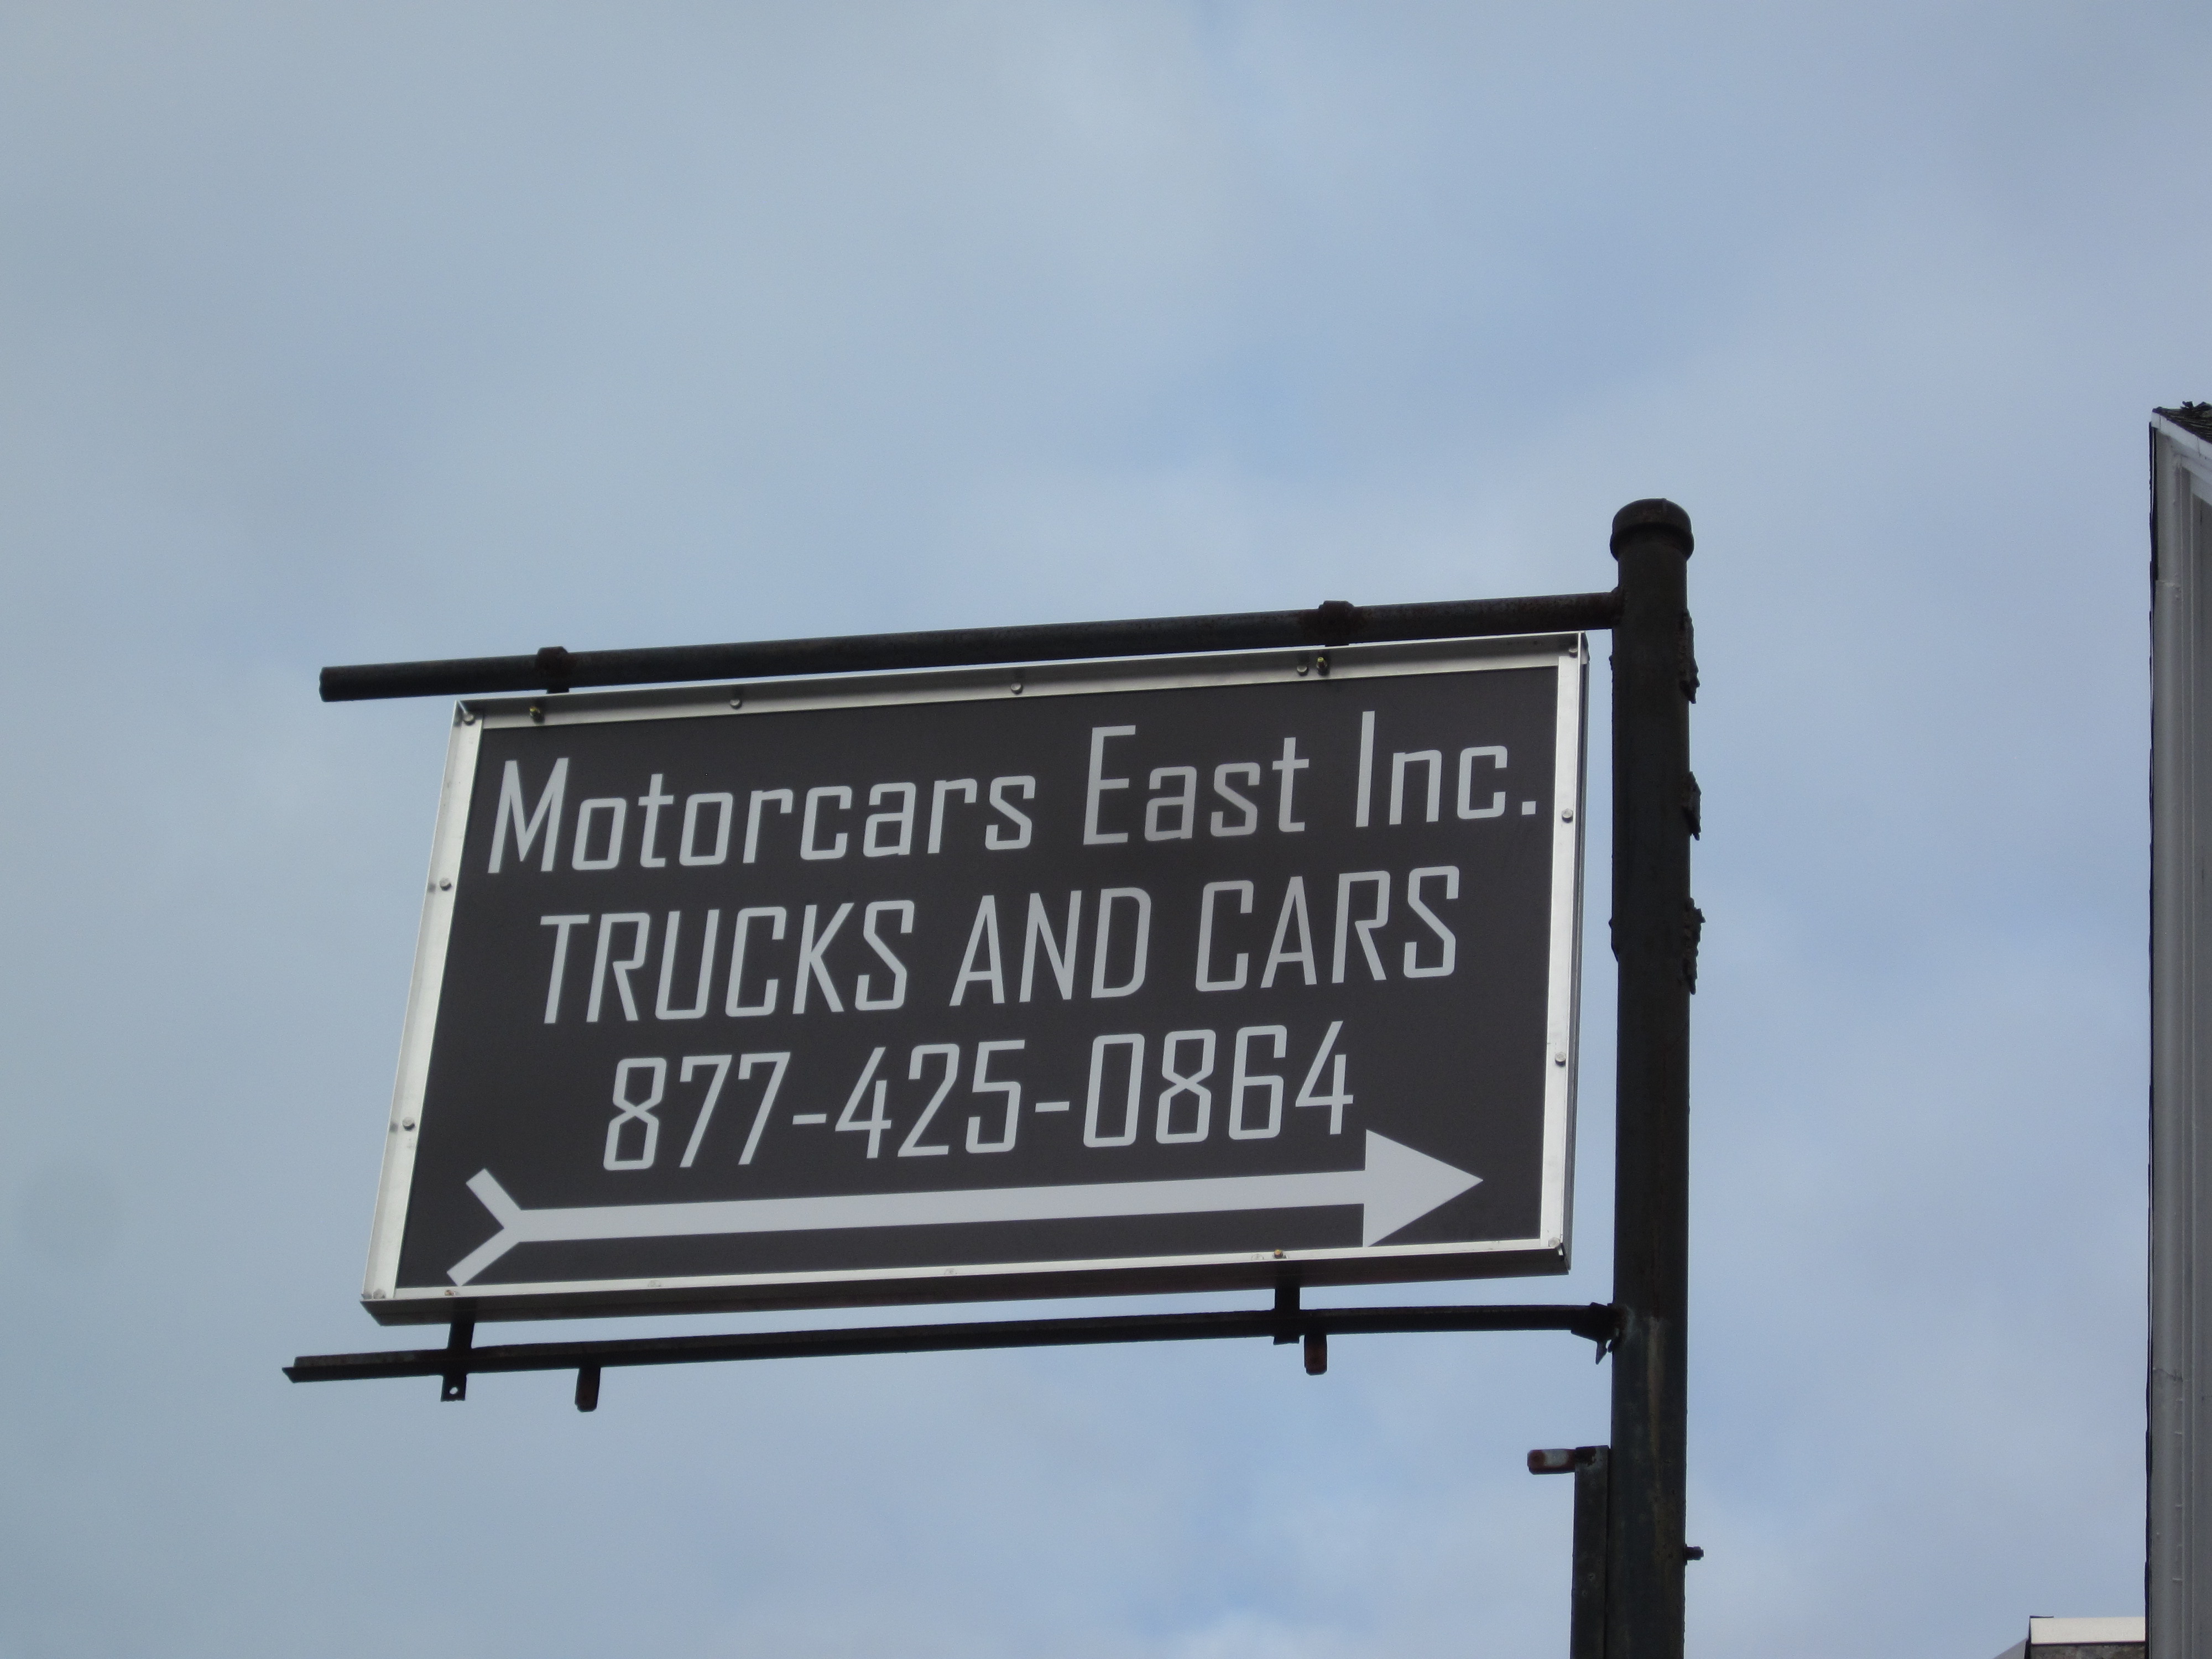 Motorcars East Inc.
TRUCKS AND CARS
877-425-0864